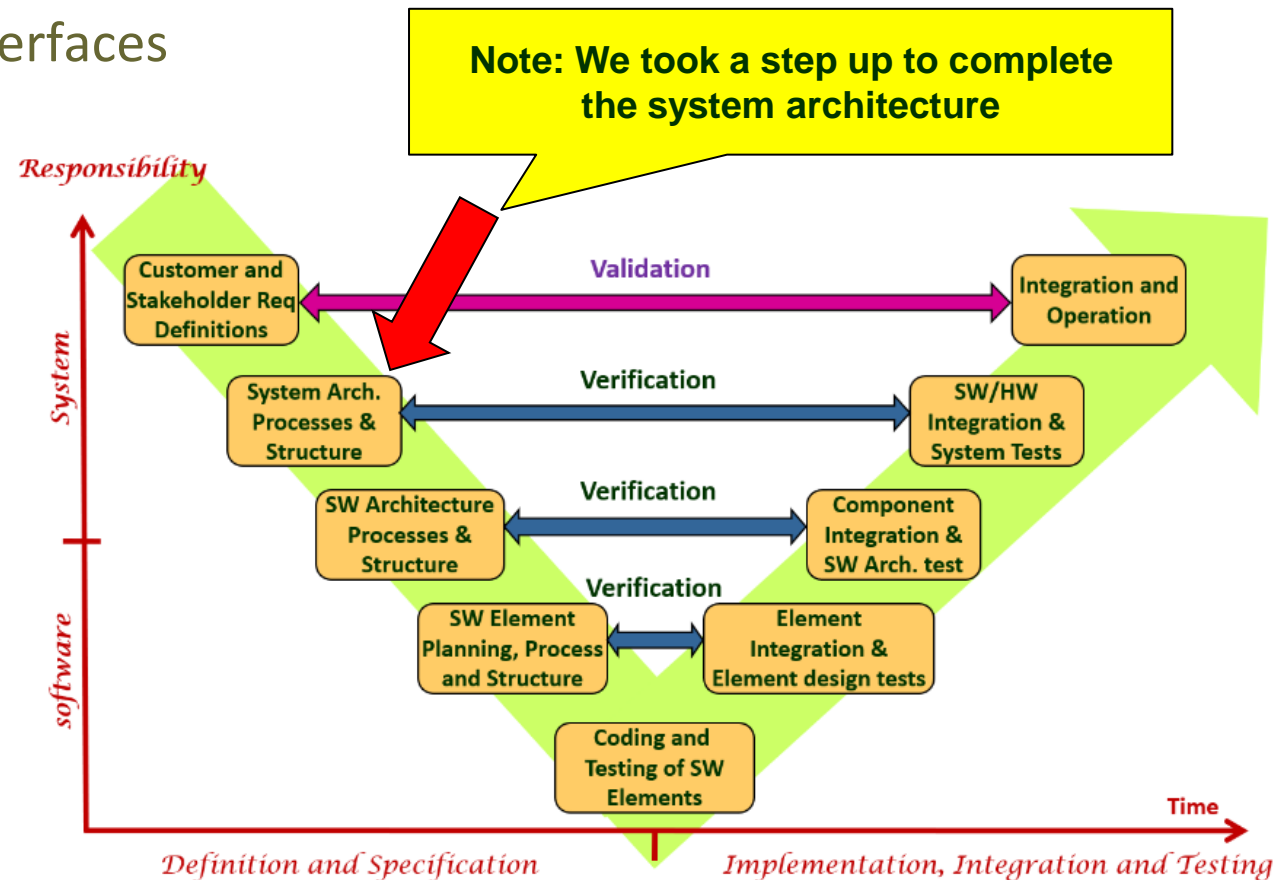 erfaces
Note: We took a step up to complete
the system architecture
Responsibility
Customer and
Stakeholder Req
Definitions
Validation
Integration and
Operation
System
System Arch.
Processes &
Structure
Verification
SW/HW
Integration &
System Tests
SW Architecture
Processes &
Structure
Verification
Component
Integration &
SW Arch. test
software
SW Element
Planning, Process
and Structure
Verification
Element
Integration &
Element design tests
Coding and
Testing of SW
Elements
Time
Definition and Specification
Implementation, Integration and Testing